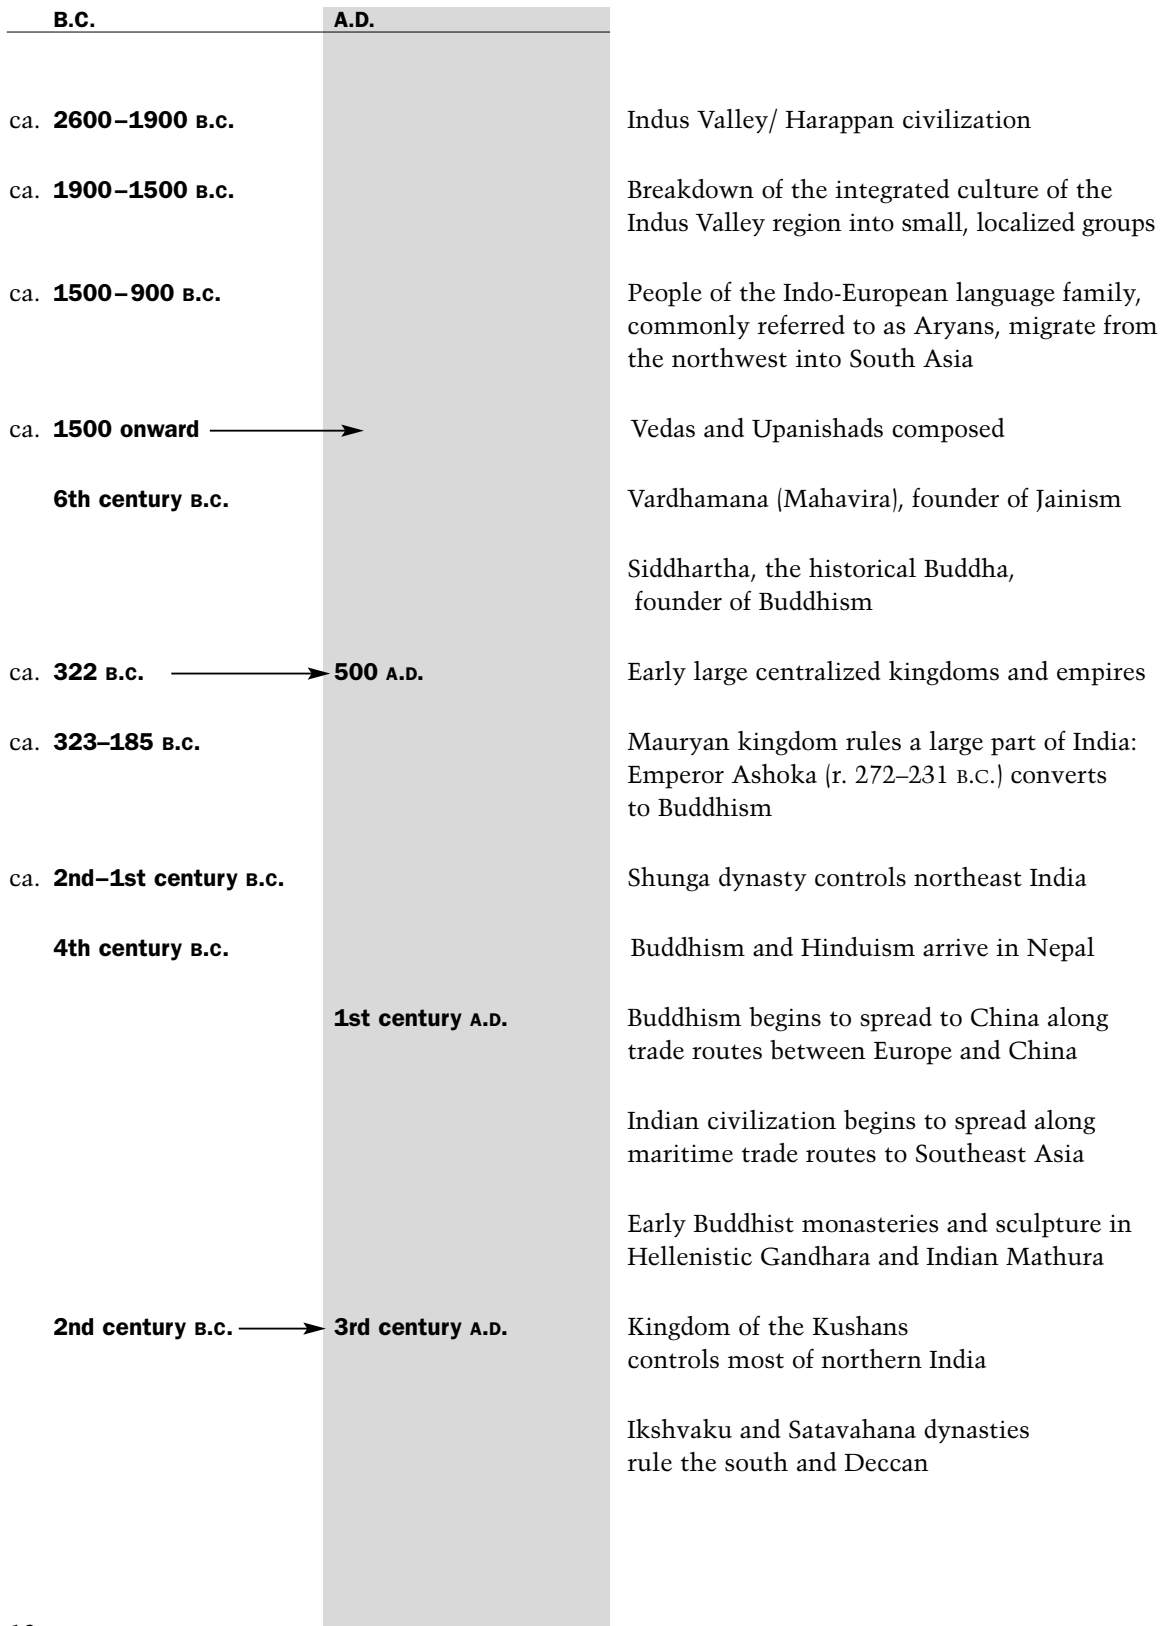 B.C. A.D.
ca. 2600–1900 B.C. Indus Valley/ Harappan civilization
ca. 1900–1500 B.C. Breakdown of the integrated culture of the
Indus Valley region into small, localized groups
ca. 1500–900 B.C. People of the Indo-European language family,
commonly referred to as Aryans, migrate from
the northwest into South Asia
ca. 1500 onward Vedas and Upanishads composed
6th century B.C. Vardhamana (Mahavira), founder of Jainism
Siddhartha, the historical Buddha,
founder of Buddhism
ca. 322 B.C. 500 A.D. Early large centralized kingdoms and empires
ca. 323–185 B.C. Mauryan kingdom rules a large part of India:
Emperor Ashoka (r. 272–231 B.C.) converts
to Buddhism
ca. 2nd–1st century B.C. Shunga dynasty controls northeast India
4th century B.C. Buddhism and Hinduism arrive in Nepal
1st century A.D. Buddhism begins to spread to China along
trade routes between Europe and China
Indian civilization begins to spread along
maritime trade routes to Southeast Asia
Early Buddhist monasteries and sculpture in
Hellenistic Gandhara and Indian Mathura
2nd century B.C. 3rd century A.D. Kingdom of the Kushans
controls most of northern India
Ikshvaku and Satavahana dynasties
rule the south and Deccan